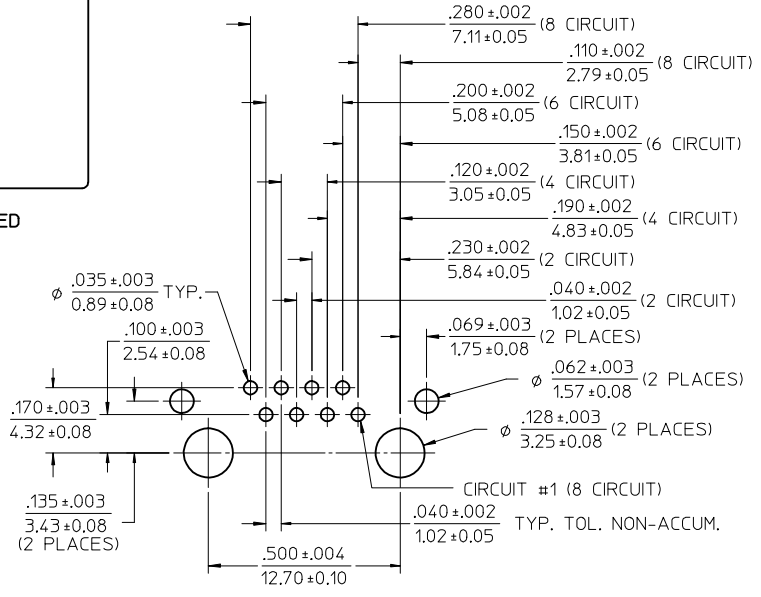 .280±.002
7.11±0.05 (8 CIRCUIT)
.110±.002
2.79±0.05 (8 CIRCUIT)
.200±.002
5.08±0.05 (6 CIRCUIT)
.150±.002
3.81±0.05 (6 CIRCUIT)
.120±.002
3.05±0.05 (4 CIRCUIT)
.190±.002
4.83±0.05 (4 CIRCUIT)
ED
.230±.002
5.84±0.05 (2 CIRCUIT)
.040±.002
1.02±0.05 (2 CIRCUIT)
ø .035±.003
0.89±0.08 TYP.
.069±.003
1.75±0.08 (2 PLACES)
.100±.003
2.54±0.08
ø .062±.003
1.57±0.08 (2 PLACES)
.170±.003
4.32±0.08
ø .128±.003
3.25±0.08 (2 PLACES)
CIRCUIT #1 (8 CIRCUIT)
.135±.003
3.43±0.08
(2 PLACES)
.040±.002
1.02±0.05 TYP. TOL. NON-ACCUM.
.500±.004
12.70±0.10